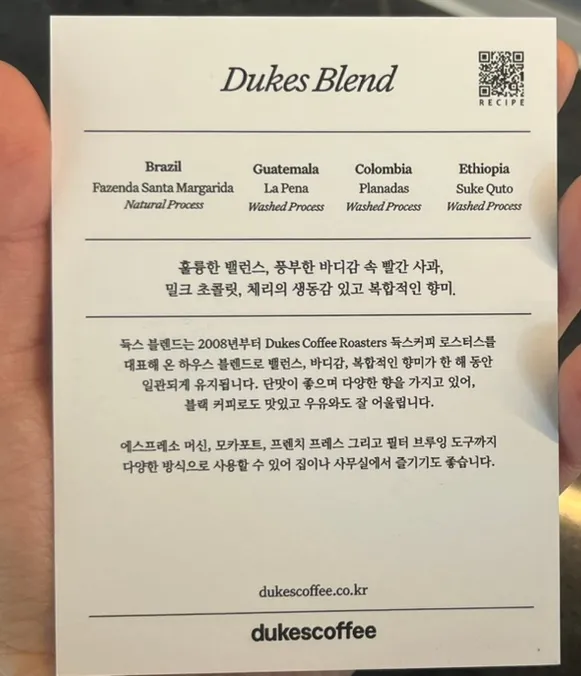 Dukes Blend
RECIPE
Brazil
Fazenda Santa Margarida
Natural Process
Guatemala
La Pena
Washed Process
Colombia
Planadas
Washed Process
Ethiopia
Suke Quto
Washed Process
훌륭한 밸런스, 풍부한 바디감 속 빨간 사과,
밀크 초콜릿, 체리의 생동감 있고 복합적인 향미.
듁스 블렌드는 2008년부터 Dukes Coffee Roasters 듁스커피 로스터스를
대표해 온 하우스 블렌드로 밸런스, 바디감, 복합적인 향미가 한 해 동안
일관되게 유지됩니다. 단맛이 좋으며 다양한 향을 가지고 있어,
블랙 커피로도 맛있고 우유와도 잘 어울립니다.
에스프레소 머신, 모카포트, 프렌치 프레스 그리고 필터 브루잉 도구까지
다양한 방식으로 사용할 수 있어 집이나 사무실에서 즐기기도 좋습니다.
dukescoffee.co.kr
dukescoffee